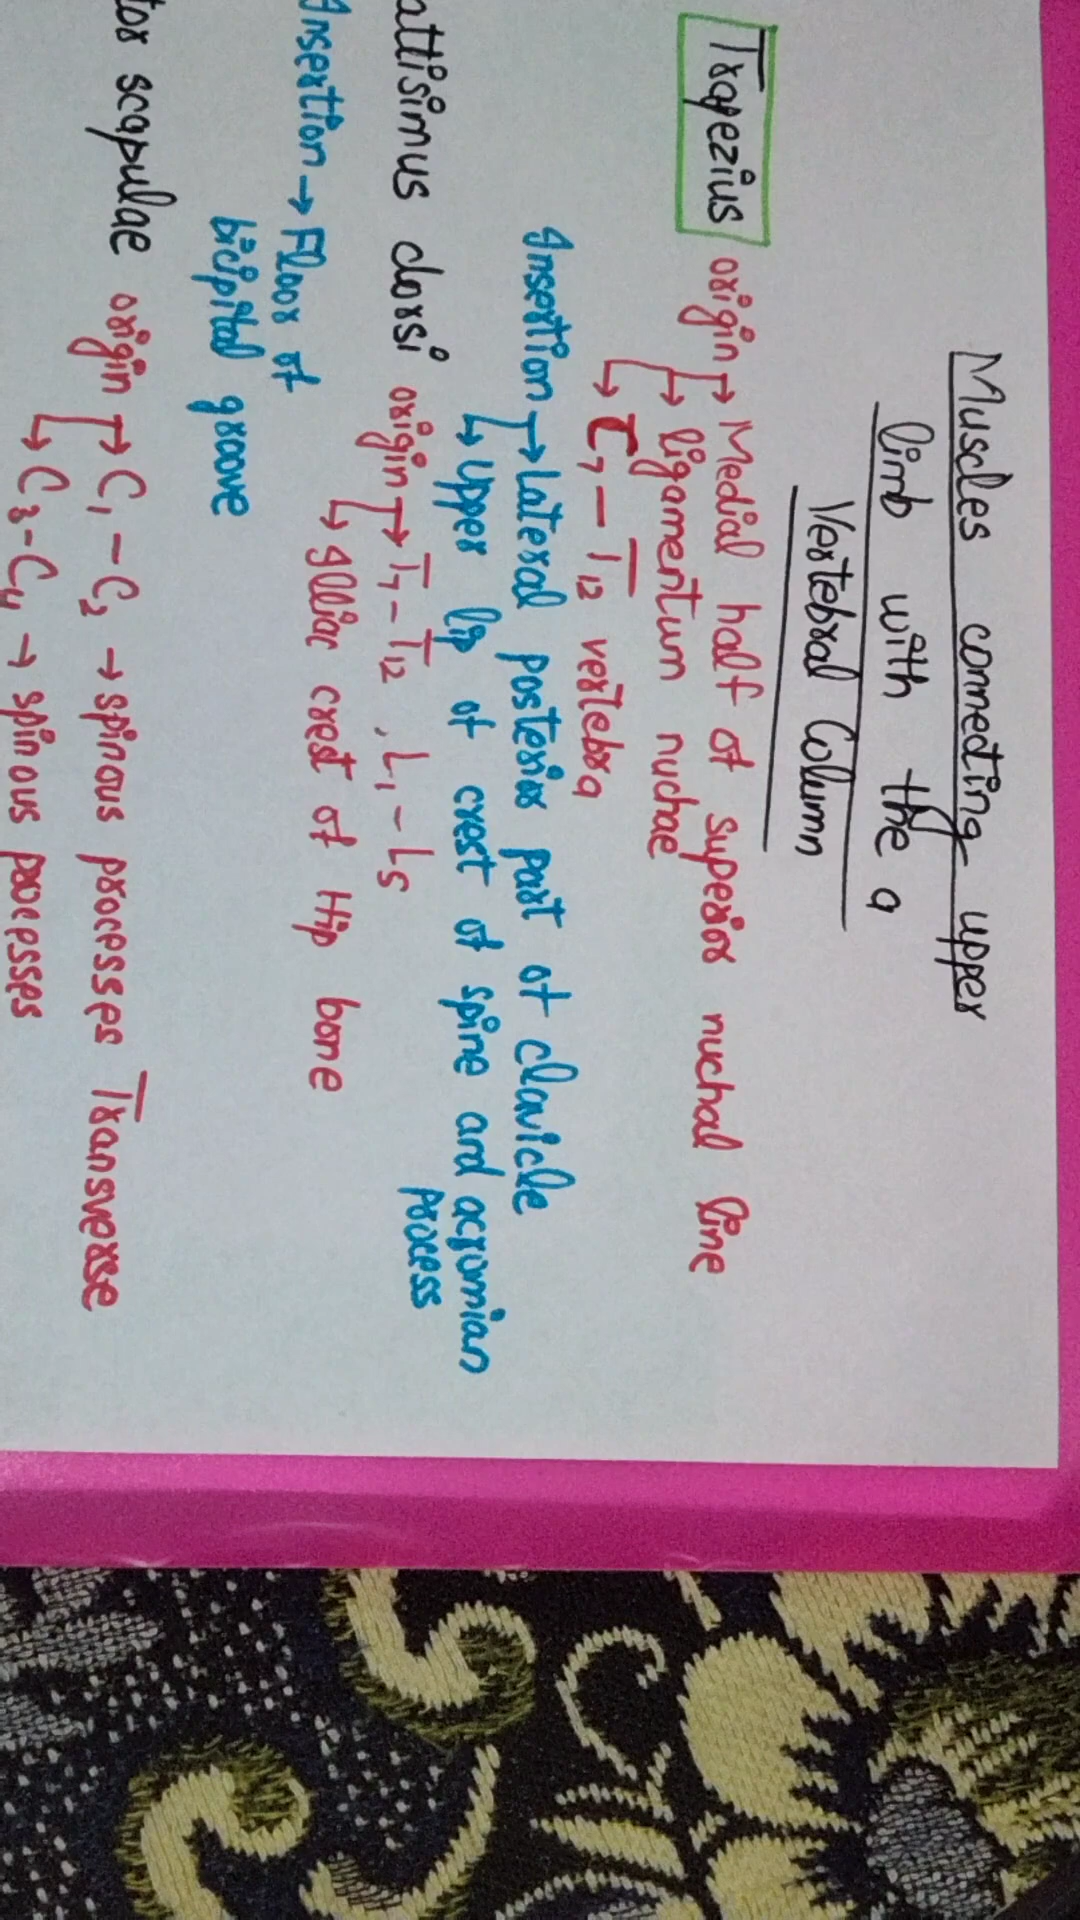 Muscles connecting upper
limb with the a
Vertebral Column
Trapezius origin → Medial half of superior nuchal line
→ ligamentum nuchae
→ C7 - T12 vertebra
Insertion → Lateral posterior part of clavicle
→ upper lip of crest of spine and acromian
process
attisimus dorsi origin → T7 - T12, L1 - L5
→ Illiac crest of Hip bone
Insertion → Floor of
bicipital groove
tor scapulae origin → C1 - C2 → spinous processes Transverse
→ C3 - C4 → spinous processes